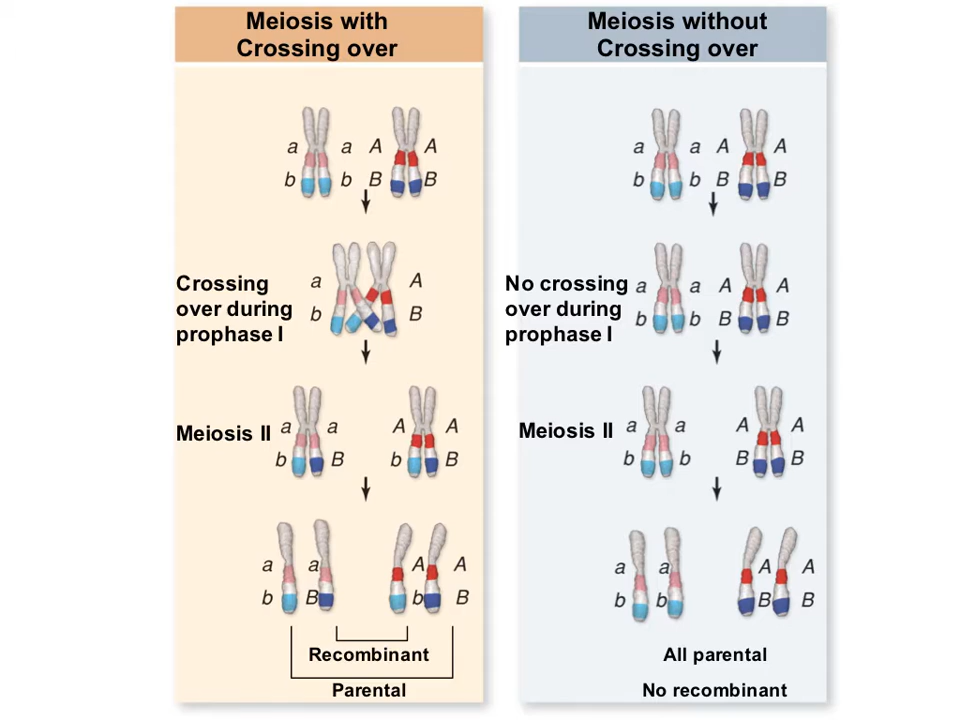 Meiosis with
Crossing over
a a A A
b b B B
Crossing
over during
prophase I
a A
b B
Meiosis II
a a A A
b B b B
a a A A
b B b B
Recombinant
Parental
Meiosis without
Crossing over
a a A A
b b B B
No crossing
over during
prophase I
a a A A
b b B B
Meiosis II
a a A A
b b B B
a a A A
b b B B
All parental
No recombinant